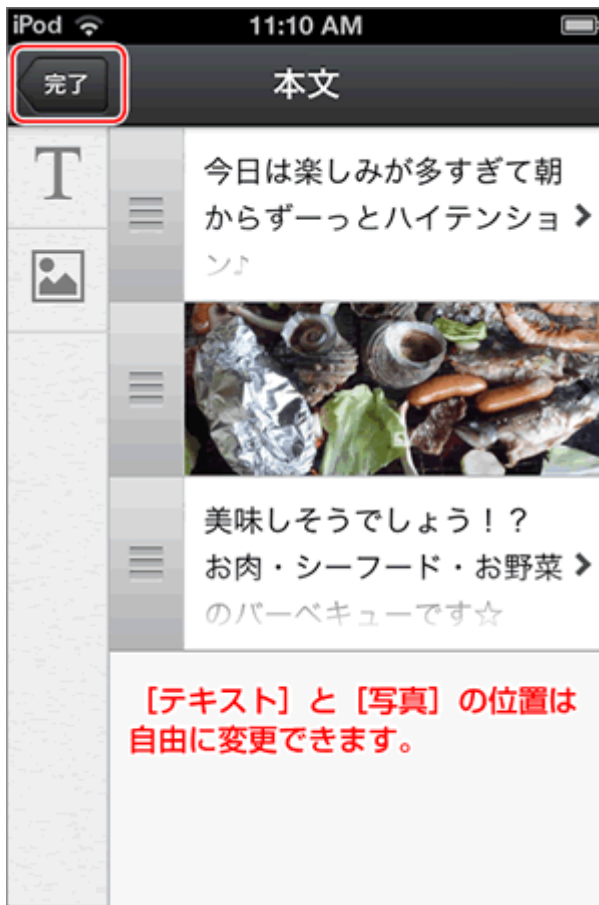 iPod 11:10 AM
完了 本文
T
今日は楽しみが多すぎて朝
からずーっとハイテンショ
ン♪
美味しそうでしょう！？
お肉・シーフード・お野菜
のバーベキューです☆
［テキスト］と［写真］の位置は
自由に変更できます。